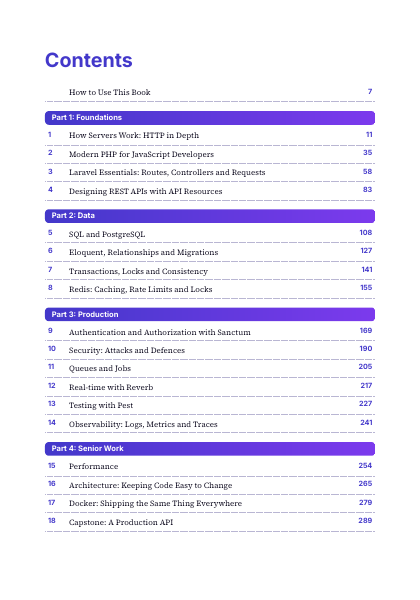 Contents
How to Use This Book 7
Part 1: Foundations
1 How Servers Work: HTTP in Depth 11
2 Modern PHP for JavaScript Developers 35
3 Laravel Essentials: Routes, Controllers and Requests 58
4 Designing REST APIs with API Resources 83
Part 2: Data
5 SQL and PostgreSQL 108
6 Eloquent, Relationships and Migrations 127
7 Transactions, Locks and Consistency 141
8 Redis: Caching, Rate Limits and Locks 155
Part 3: Production
9 Authentication and Authorization with Sanctum 169
10 Security: Attacks and Defences 190
11 Queues and Jobs 205
12 Real-time with Reverb 217
13 Testing with Pest 227
14 Observability: Logs, Metrics and Traces 241
Part 4: Senior Work
15 Performance 254
16 Architecture: Keeping Code Easy to Change 265
17 Docker: Shipping the Same Thing Everywhere 279
18 Capstone: A Production API 289